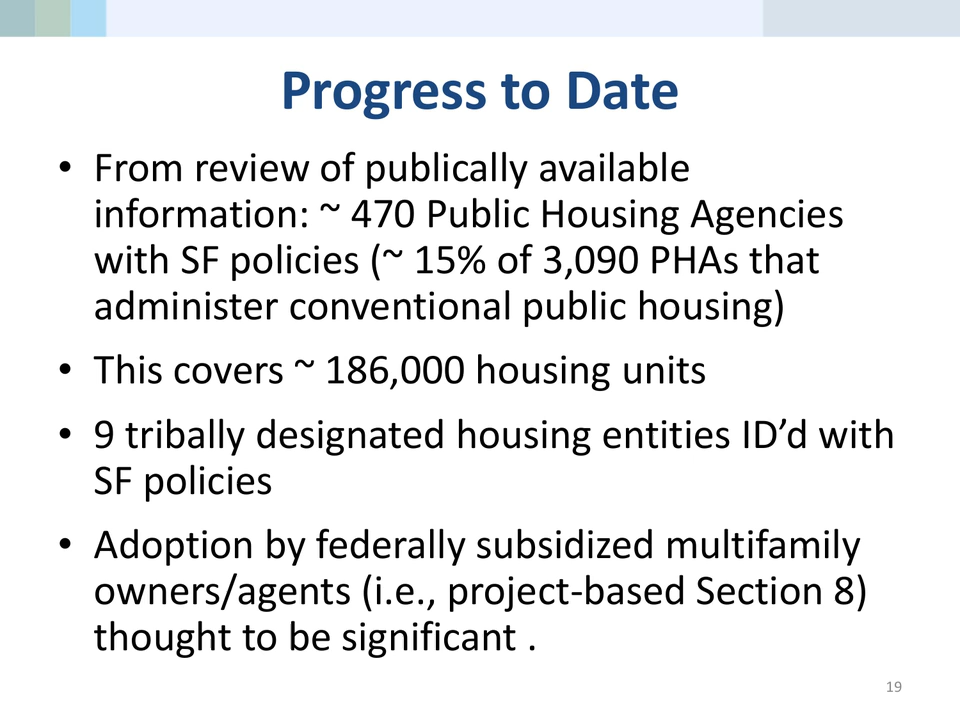 Progress to Date
• From review of publically available
information: ~ 470 Public Housing Agencies
with SF policies (~ 15% of 3,090 PHAs that
administer conventional public housing)
• This covers ~ 186,000 housing units
• 9 tribally designated housing entities ID’d with
SF policies
• Adoption by federally subsidized multifamily
owners/agents (i.e., project-based Section 8)
thought to be significant .
19